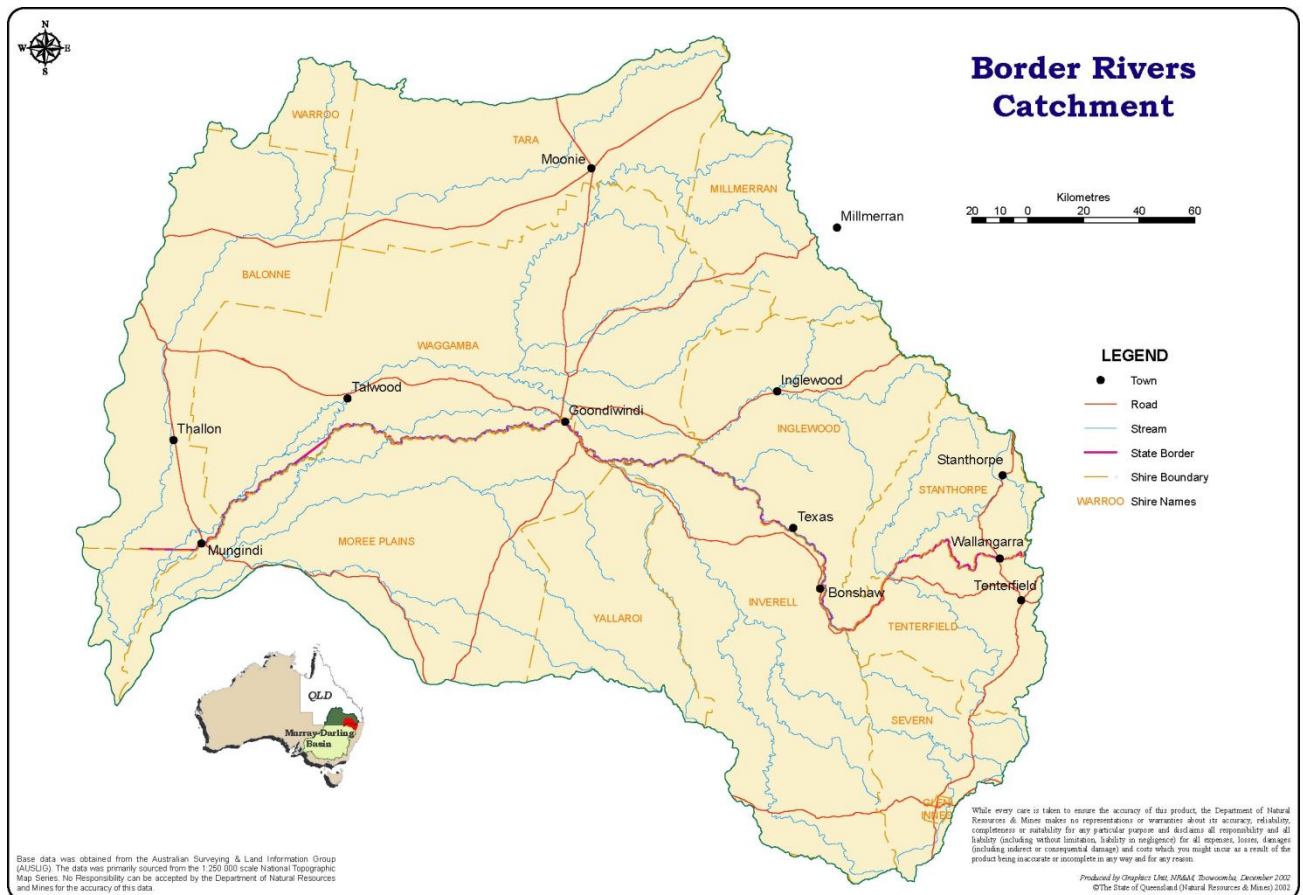 N
W E
S
Border Rivers
Catchment
WARROO
TARA
Moonie
MILLMERRAN
Kilometres
20 10 0 20 40 60
Millmerran
BALONNE
WAGGAMBA
LEGEND
Town
Road
Stream
State Border
Shire Boundary
WARROO Shire Names
Talwood
Inglewood
Goondiwindi
Thallon
INGLEWOOD
Stanthorpe
STANTHORPE
Texas
Wallangarra
Mungindi
MOREE PLAINS
Bonshaw
Tenterfield
INVERELL
YALLAROI
TENTERFIELD
QLD
Murray-Darling
Basin
SEVERN
GLEN
INNES
While every care is taken to ensure the accuracy of this product, the Department of Natural
Resources & Mines makes no representations or warranties about its accuracy, reliability,
completeness or suitability for any particular purpose and disclaims all responsibility and all
liability (including without limitation, liability in negligence) for all expenses, losses, damages
(including indirect or consequential damage) and costs which you might incur as a result of the
product being inaccurate or incomplete in any way and for any reason.
Base data was obtained from the Australian Surveying & Land Information Group
(AUSLIG). The data was primarily sourced from the 1:250 000 scale National Topographic
Map Series. No Responsibility can be accepted by the Department of Natural Resources
and Mines for the accuracy of this data.
Produced by Graphics Unit, NR&M, Toowoomba, December 2002
©The State of Queensland (Natural Resources & Mines) 2002